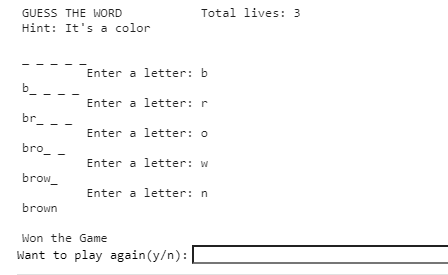 GUESS THE WORD Total lives: 3
Hint: It's a color
_ _ _ _ _
Enter a letter: b
b_ _ _ _
Enter a letter: r
br_ _ _
Enter a letter: o
bro_ _
Enter a letter: w
brow_
Enter a letter: n
brown
Won the Game
Want to play again(y/n):